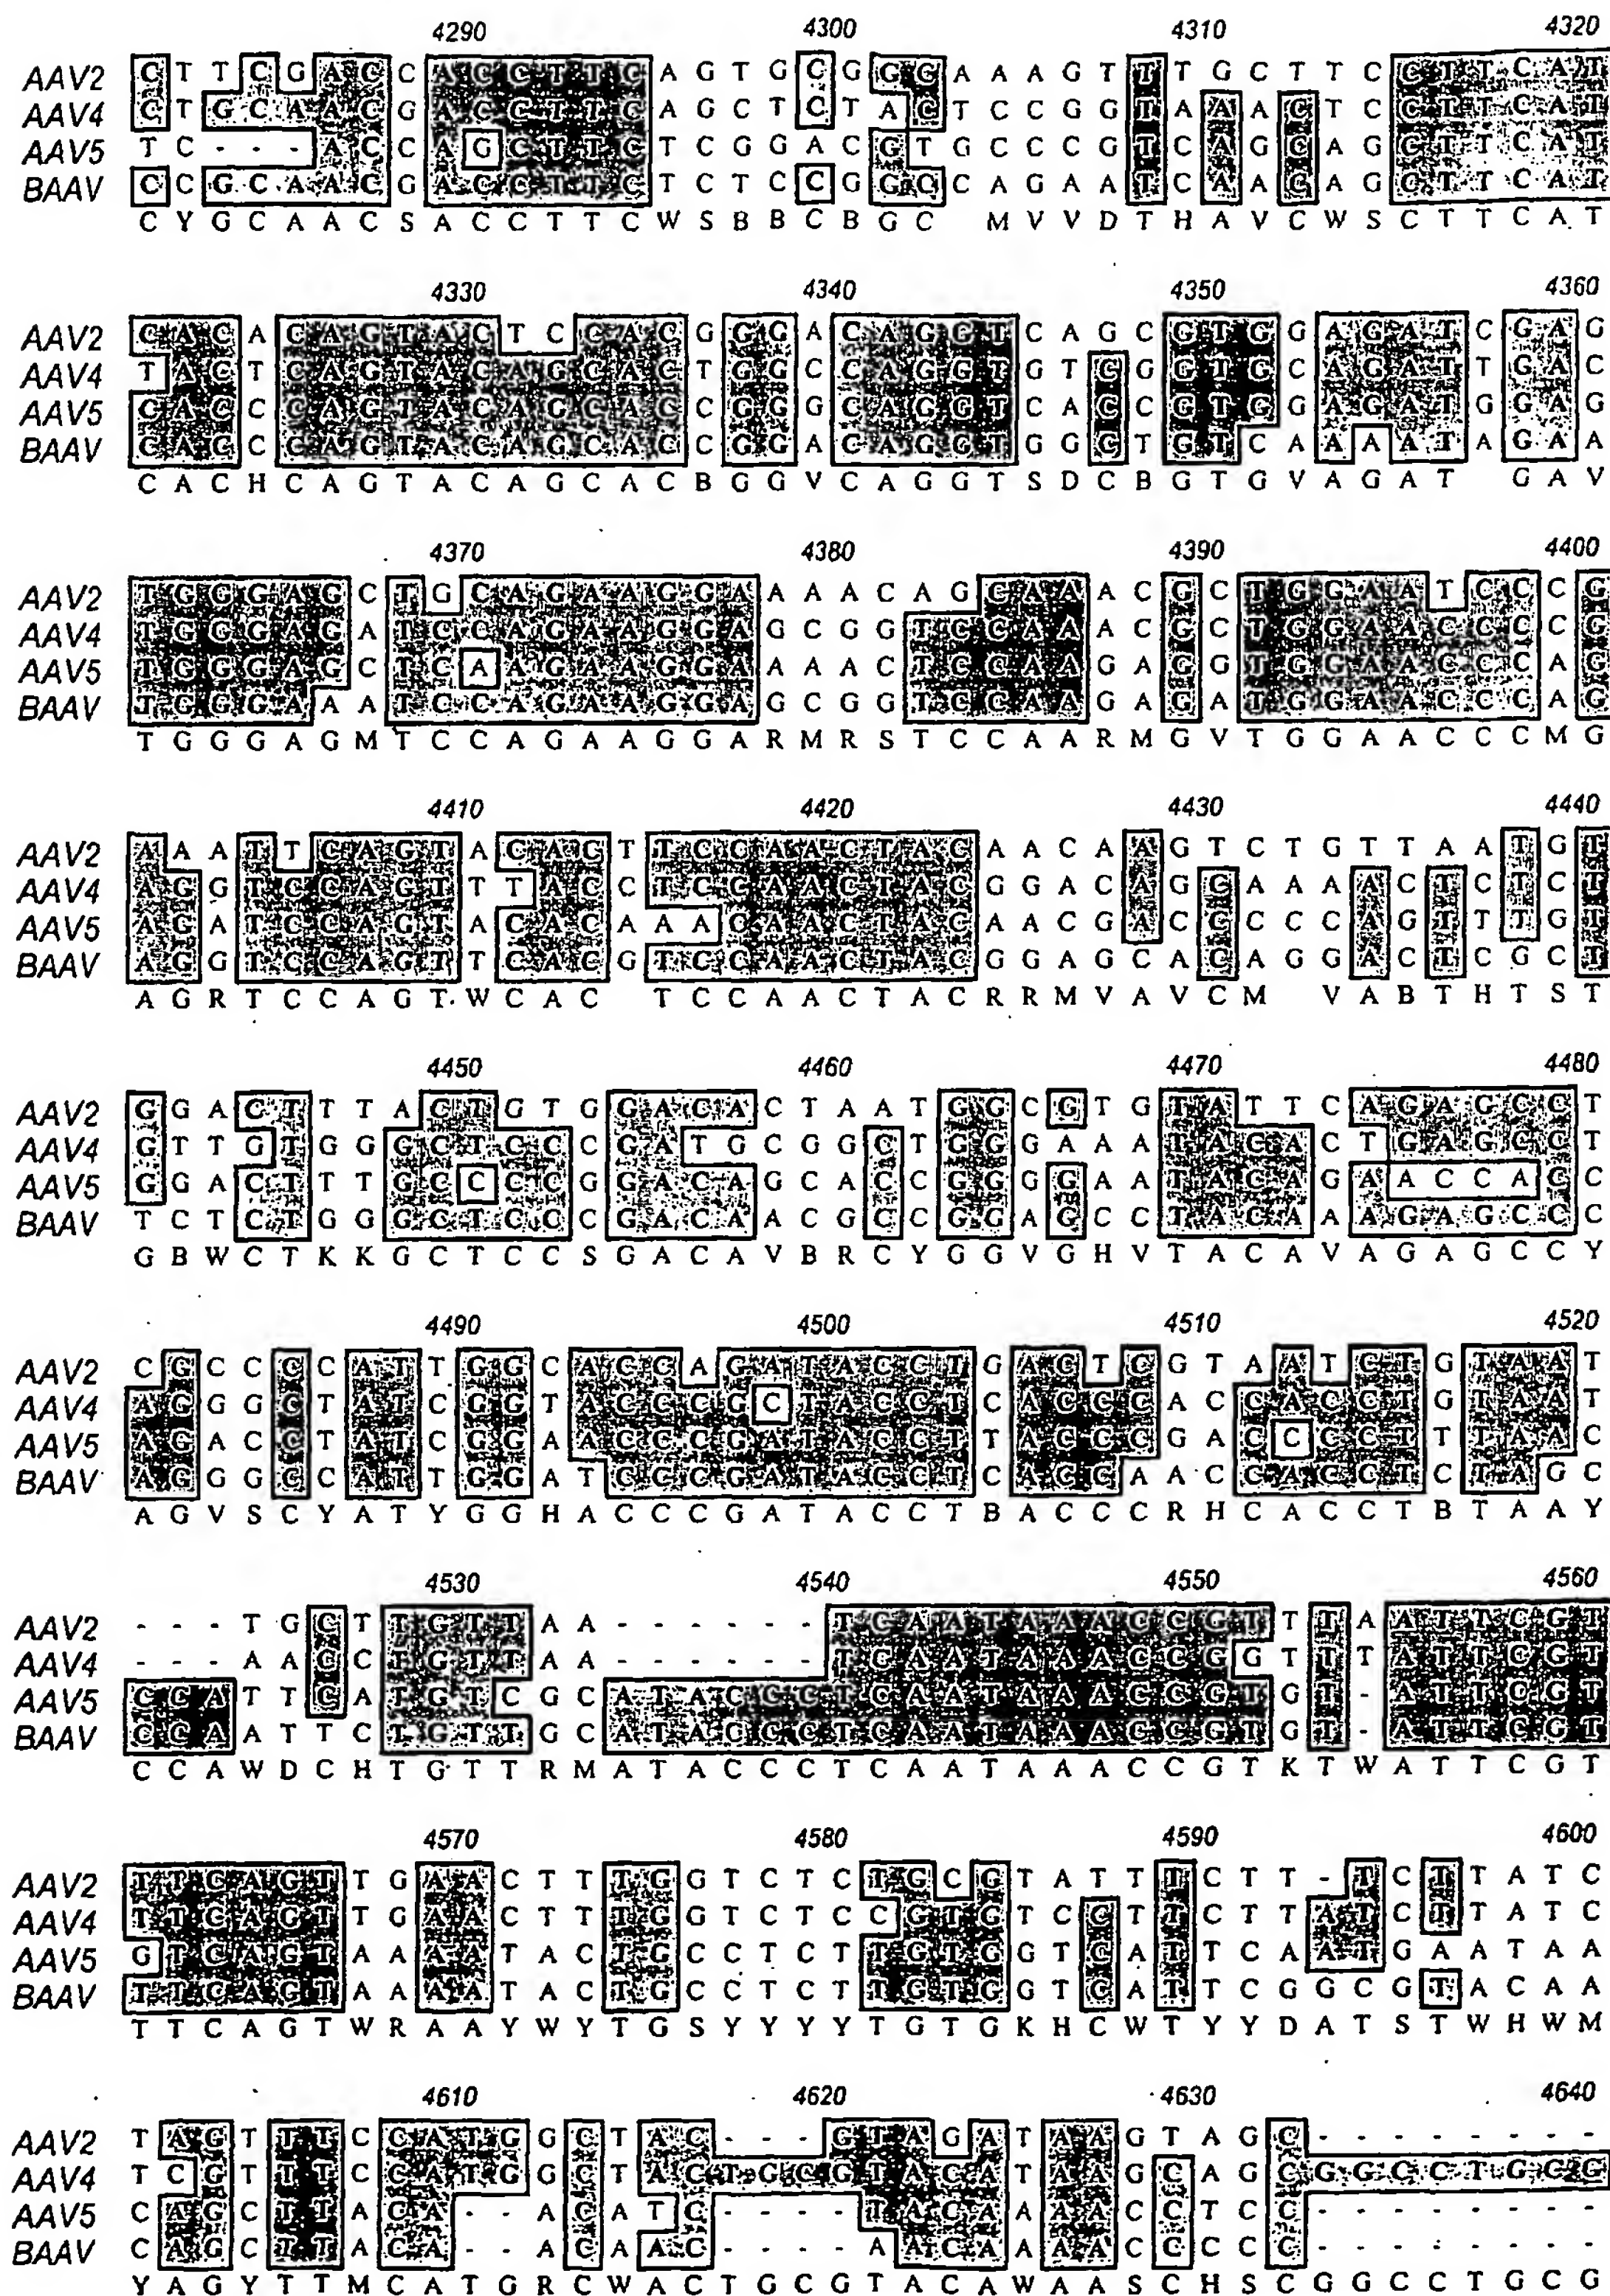 4290 4300 4310 4320
AAV2 C T T C G A C C A C C T T C A G T G C G G G A A A G T T T G C T T C C T T C A T
AAV4 C T G C A A C G A C C T T C A G C T C T A C T C C G G T A A A C T C C T T C A T
AAV5 T C - - - A C C A G C T T C T C G G A C G T G C C C G T C A G C A G C T T C A T
BAAV C C G C A A C G A C C T T C T C T C C G G C C A G A A T C A A C A G C T T C A T
C Y G C A A C S A C C T T C W S B B C B G C M V V D T H A V C W S C T T C A T
4330 4340 4350 4360
AAV2 C A C A C A G T A C T C C A C G G G A C A G G T C A G C G T G G A G A T C G A G
AAV4 T A C T C A G T A C A G C A C T G G C C A G G T G T C G G T G C A G A T T G A C
AAV5 C A C C C A G T A C A G C A C C G G G C A G G T C A C C G T G G A G A T G G A G
BAAV C A G C G A G T A C A G C A C C G G A C A G G T G G C T G T C A A A A T A G A A
C A C H C A G T A C A G C A C B G G V C A G G T S D C B G T G V A G A T G A V
4370 4380 4390 4400
AAV2 T G G G A G C T G C A G A A G G A A A A C A G C A A A C G C T G G A A T C C C G
AAV4 T G G G A G A T C C A G A A G G A G C G G T C C A A A C G C T G G A A C C C C G
AAV5 T G G G A G C T C A A G A A G G A A A A C T C C A A G A G G T G G A A C C C A G
BAAV T G G G A A A T C C A G A A G G A G C G G T C C A A G A G A T G G A A C C C A G
T G G G A G M T C C A G A A G G A R M R S T C C A A R M G V T G G A A C C C M G
4410 4420 4430 4440
AAV2 A A A T T C A G T A C A G T T C C A A C T A C A A C A A G T C T G T T A A T G T
AAV4 A G G T C C A G T T T A C C T C C A A C T A C G G A C A G G A A A A C T C T C T
AAV5 A G A T C C A G T A C A C A A A C A A C T A C A A C G A C G C C C A G T T T G T
BAAV A G G T C C A G T T C A C G T C C A A C T A C G G A G C A C A G G A C T C G C T
A G R T C C A G T W C A C T C C A A C T A C R R M V A V C M V A B T H T S T
4450 4460 4470 4480
AAV2 G G A C T T T A C T G T G G A C A C T A A T G G C G T G T A T T C A G A G C C T
AAV4 G T T G T G G G C T C C C G A T G C G G C T G G G A A A T A C A C T G A G C C T
AAV5 G G A C T T T G C C C C G G A C A G C A C C G G G G A A T A C A G A A C C A C C
BAAV T C T C T G G G C T C C C G A C A A C G C C G G A G C C T A C A A A G A G C C C
G B W C T K K G C T C C S G A C A V B R C Y G G V G H V T A C A V A G A G C C Y
4490 4500 4510 4520
AAV2 C G C C C C A T T G G C A C C A G A T A C C T G A C T C G T A A T C T G T A A T
AAV4 A G G G C T A T C G G T A C C C G C T A C C T C A C C C A C C A C C T G T A A T
AAV5 A G A C C T A T C G G A A C C C G A T A C C T T A C C C G A C C C C T T T A A C
BAAV A G G G C C A T T G G A T C C C G A T A C C T C A C C A A C C A C C T C T A G C
A G V S C Y A T Y G G H A C C C G A T A C C T B A C C C R H C A C C T B T A A Y
4530 4540 4550 4560
AAV2 - - - T G C T T G T T A A - - - - - - T C A A T A A A C C G T T T A A T T C G T
AAV4 - - - A A C C T G T T A A - - - - - - T C A A T A A A C C G G T T T A T T C G T
AAV5 C C A T T C A T G T C G C A T A C A G C T C A A T A A A C C G T G T - A T T C G T
BAAV C C A A T T C T G T T G C A T A C C C T C A A T A A A C C G T G T - A T T C G T
C C A W D C H T G T T R M A T A C C C T C A A T A A A C C G T K T W A T T C G T
4570 4580 4590 4600
AAV2 T T C A G T T G A A C T T T G G T C T C T G C G T A T T T C T T - T C T T A T C
AAV4 T T C A G T T G A A C T T T G G T C T C C G T G T C C T T C T T A T C T T A T C
AAV5 G T C A G T A A A A T A C T G C C T C T T G T G G T C A T T C A A T G A A T A A
BAAV T T C A G T A A A A T A C T G C C T C T T G T G G T C A T T C G G C G T A C A A
T T C A G T W R A A Y W Y T G S Y Y Y Y T G T G K H C W T Y Y D A T S T W H W M
4610 4620 4630 4640
AAV2 T A G T T T C C A T G G C T A C - - - G T A G A T A A G T A G C - - - - - - - -
AAV4 T C G T T T C C A T G G C T A C T G C G T A C A T A A G C A G C G G C C T G C G
AAV5 C A G C T T A C A - - A C A T C - - - - T A C A A A A C C T C C - - - - - - - -
BAAV C A G C T T A C A - - A C A A C - - - - A A C A A A A C C C C C - - - - - - - -
Y A G Y T T M C A T G R C W A C T G C G T A C A W A A S C H S C G G C C T G C G